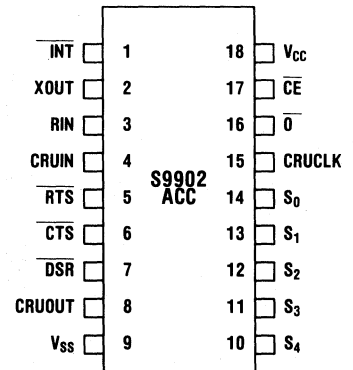 INT 1 18 VCC
XOUT 2 17 CE
RIN 3 16 0
CRUIN 4 15 CRUCLK
S9902
ACC
RTS 5 14 S0
CTS 6 13 S1
DSR 7 12 S2
CRUOUT 8 11 S3
VSS 9 10 S4